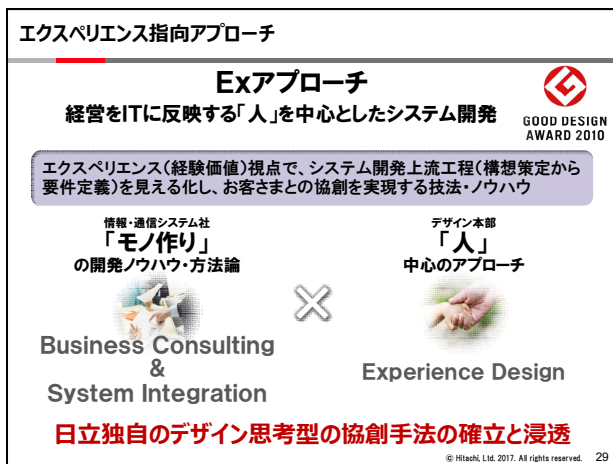 エクスペリエンス指向アプローチ
Exアプローチ
経営をITに反映する「人」を中心としたシステム開発
GOOD DESIGN
AWARD 2010
エクスペリエンス(経験価値)視点で、システム開発上流工程(構想策定から
要件定義)を見える化し、お客さまとの協創を実現する技法・ノウハウ
情報・通信システム社
「モノ作り」
の開発ノウハウ・方法論
デザイン本部
「人」
中心のアプローチ
×
Business Consulting
&
System Integration
Experience Design
日立独自のデザイン思考型の協創手法の確立と浸透
© Hitachi, Ltd. 2017. All rights reserved. 29